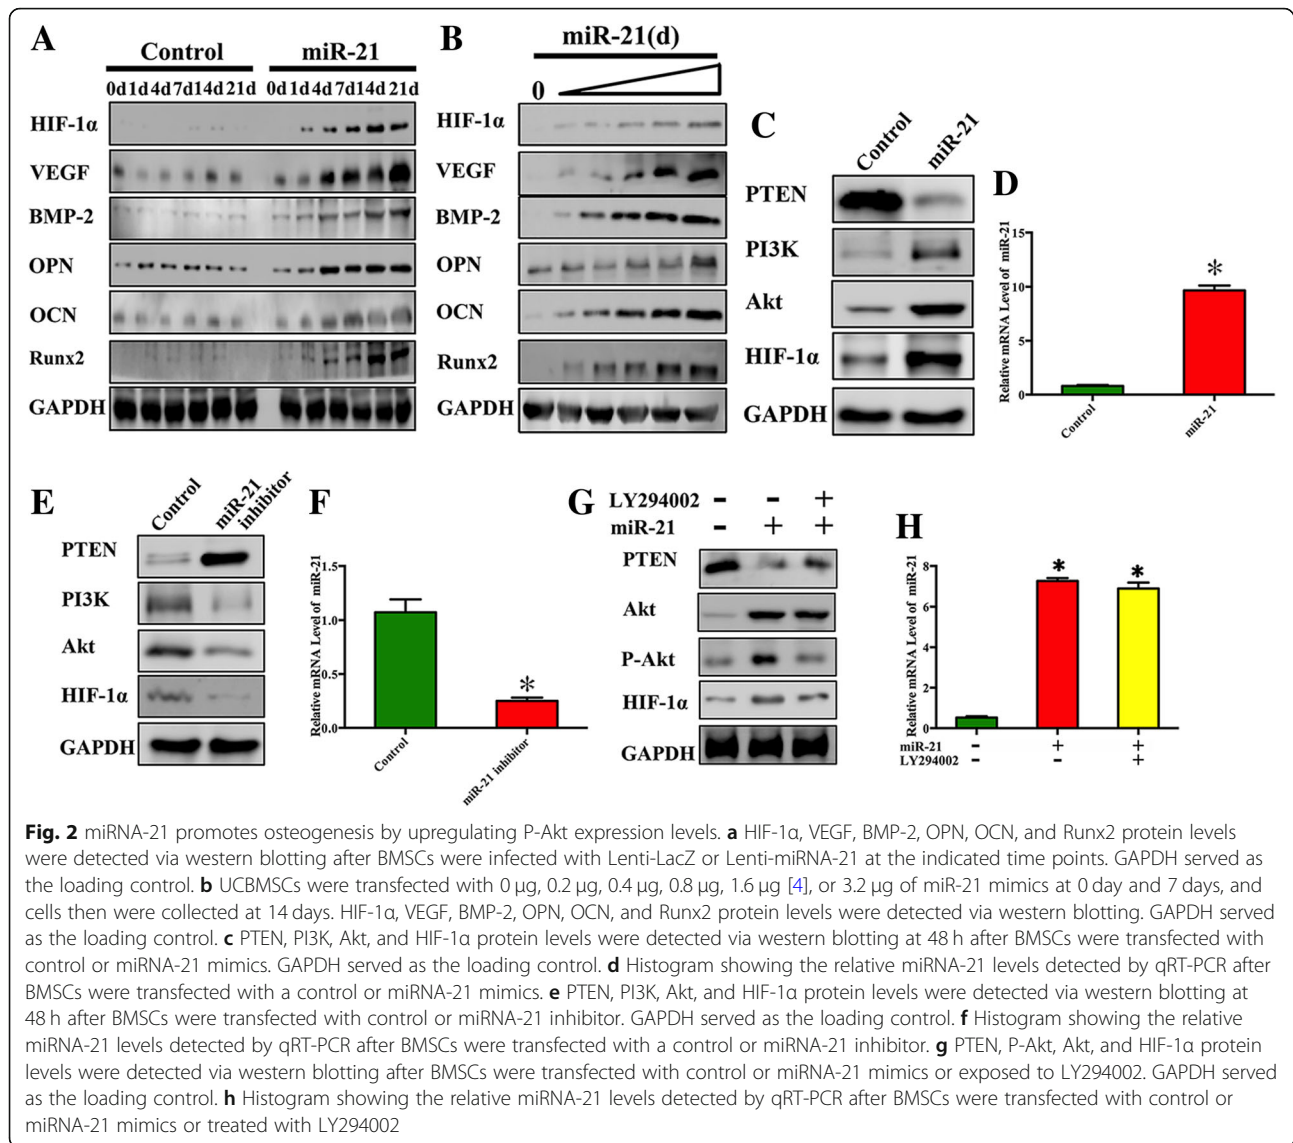 A
Control miR-21
0d 1d 4d 7d 14d 21d 0d 1d 4d 7d 14d 21d
HIF-1α
VEGF
BMP-2
OPN
OCN
Runx2
GAPDH
B
miR-21(d)
0
HIF-1α
VEGF
BMP-2
OPN
OCN
Runx2
GAPDH
C
Control miR-21
PTEN
PI3K
Akt
HIF-1α
GAPDH
D
Relative mRNA Level of miR-21
15
10
5
0
*
Control miR-21
E
Control miR-21 inhibitor
PTEN
PI3K
Akt
HIF-1α
GAPDH
F
Relative mRNA Level of miR-21
1.5
1.0
0.5
0.0
*
Control miR-21 inhibitor
G
LY294002 - - +
miR-21 - + +
PTEN
Akt
P-Akt
HIF-1α
GAPDH
H
Relative mRNA Level of miR-21
8
6
4
2
0
* *
miR-21 - + +
LY294002 - - +
Fig. 2 miRNA-21 promotes osteogenesis by upregulating P-Akt expression levels. a HIF-1α, VEGF, BMP-2, OPN, OCN, and Runx2 protein levels
were detected via western blotting after BMSCs were infected with Lenti-LacZ or Lenti-miRNA-21 at the indicated time points. GAPDH served as
the loading control. b UCBMSCs were transfected with 0 μg, 0.2 μg, 0.4 μg, 0.8 μg, 1.6 μg [4], or 3.2 μg of miR-21 mimics at 0 day and 7 days, and
cells then were collected at 14 days. HIF-1α, VEGF, BMP-2, OPN, OCN, and Runx2 protein levels were detected via western blotting. GAPDH served
as the loading control. c PTEN, PI3K, Akt, and HIF-1α protein levels were detected via western blotting at 48 h after BMSCs were transfected with
control or miRNA-21 mimics. GAPDH served as the loading control. d Histogram showing the relative miRNA-21 levels detected by qRT-PCR after
BMSCs were transfected with a control or miRNA-21 mimics. e PTEN, PI3K, Akt, and HIF-1α protein levels were detected via western blotting at
48 h after BMSCs were transfected with control or miRNA-21 inhibitor. GAPDH served as the loading control. f Histogram showing the relative
miRNA-21 levels detected by qRT-PCR after BMSCs were transfected with a control or miRNA-21 inhibitor. g PTEN, P-Akt, Akt, and HIF-1α protein
levels were detected via western blotting after BMSCs were transfected with control or miRNA-21 mimics or exposed to LY294002. GAPDH served
as the loading control. h Histogram showing the relative miRNA-21 levels detected by qRT-PCR after BMSCs were transfected with control or
miRNA-21 mimics or treated with LY294002